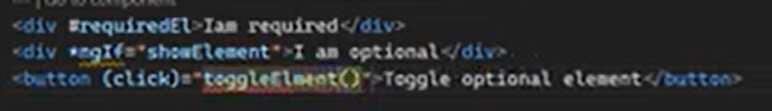 <div #requiredEl>Iam required</div>
<div *ngIf="showElement">I am optional</div>
<button (click)="toggleElment()">Toggle optional element</button>